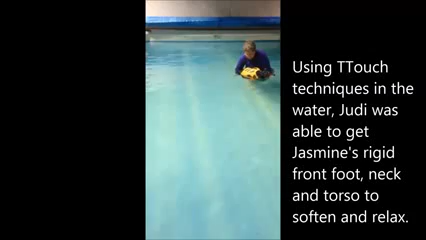 Using TTouch
techniques in the
water, Judi was
able to get
Jasmine's rigid
front foot, neck
and torso to
soften and relax.